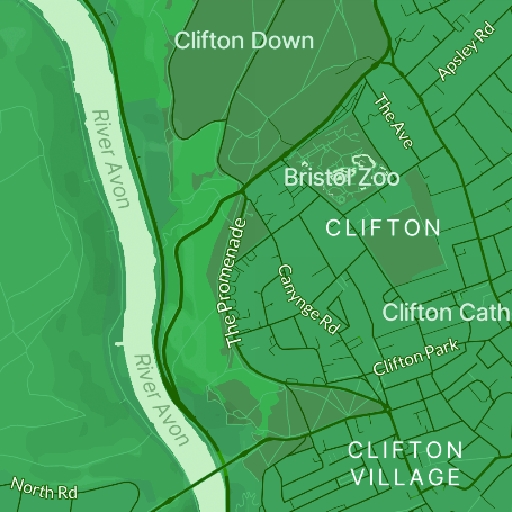 Clifton Down
Apsley Rd
The Ave
River Avon
Bristol Zoo
CLIFTON
The Promenade
Canynge Rd
Clifton Cath
Clifton Park
River Avon
CLIFTON
VILLAGE
North Rd